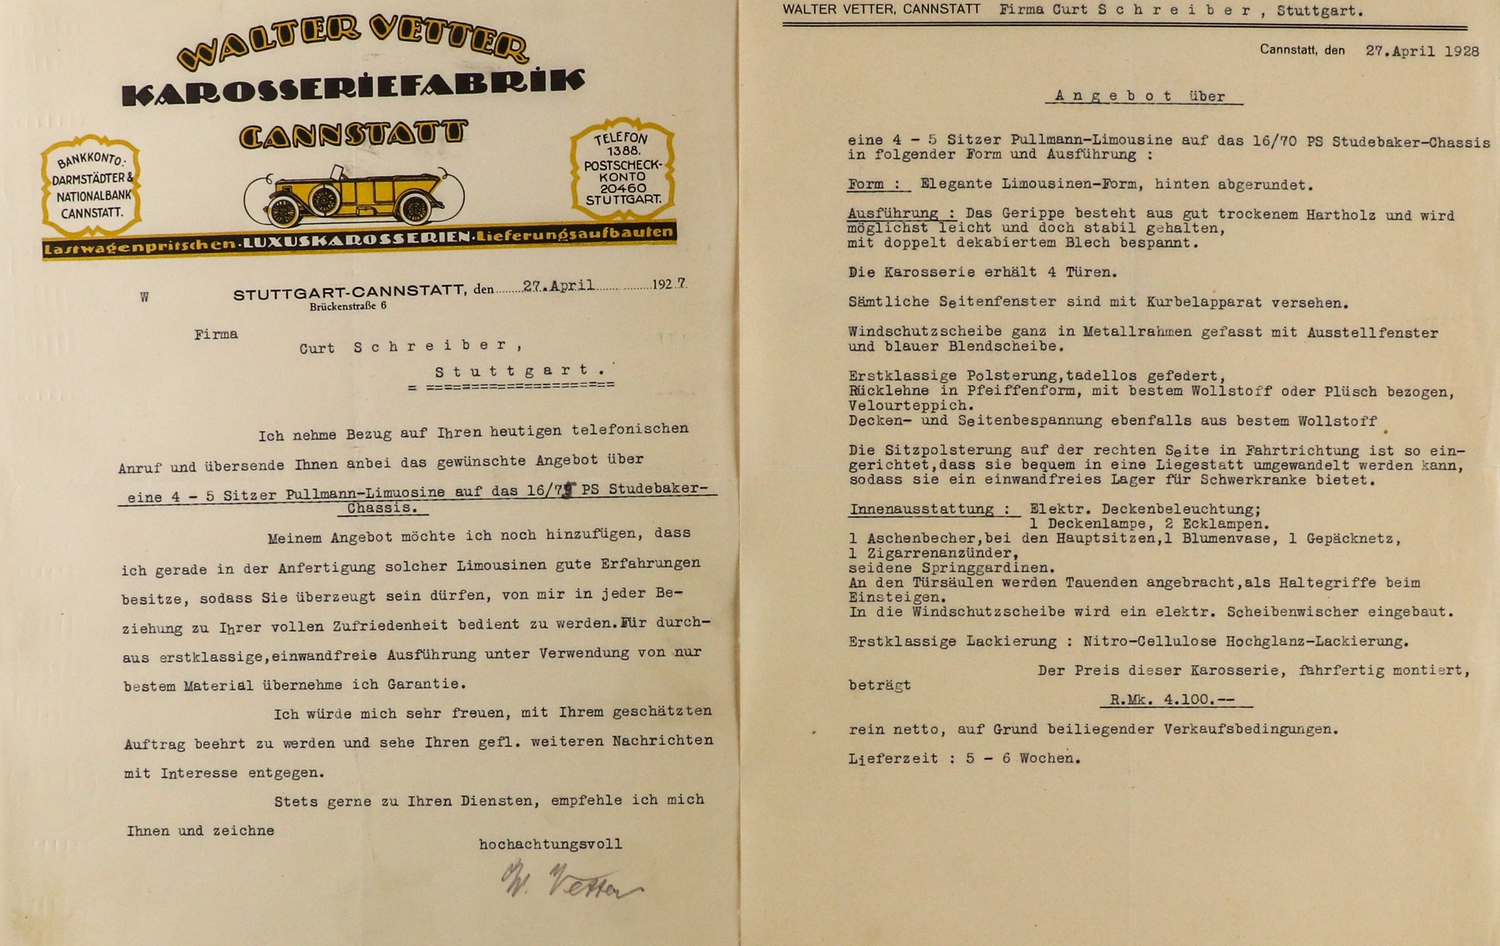 WALTER VETTER
KAROSSERIEFABRIK
CANNSTATT
BANKKONTO:
DARMSTÄDTER &
NATIONALBANK
CANNSTATT.
TELEFON
1388.
POSTSCHECK-
KONTO
20460
STUTTGART.
Lastwagenpritschen·LUXUSKAROSSERIEN·Lieferungsaufbauten
W
STUTTGART-CANNSTATT, den 27.April 1927.
Brückenstraße 6
Firma
Curt S c h r e i b e r ,
S t u t t g a r t .
= ====================
Ich nehme Bezug auf Ihren heutigen telefonischen
Anruf und übersende Ihnen anbei das gewünschte Angebot über
eine 4 - 5 Sitzer Pullmann-Limuosine auf das 16/7 PS Studebaker-
Chassis.
Meinem Angebot möchte ich noch hinzufügen, dass
ich gerade in der Anfertigung solcher Limousinen gute Erfahrungen
besitze, sodass Sie überzeugt sein dürfen, von mir in jeder Be-
ziehung zu Ihrer vollen Zufriedenheit bedient zu werden.Für durch-
aus erstklassige,einwandfreie Ausführung unter Verwendung von nur
bestem Material übernehme ich Garantie.
Ich würde mich sehr freuen, mit Ihrem geschätzten
Auftrag beehrt zu werden und sehe Ihren gefl. weiteren Nachrichten
mit Interesse entgegen.
Stets gerne zu Ihren Diensten, empfehle ich mich
Ihnen und zeichne
hochachtungsvoll
W. Vetter
WALTER VETTER, CANNSTATT Firma Curt S c h r e i b e r , Stuttgart.
Cannstatt, den 27.April 1928
A n g e b o t über
eine 4 - 5 Sitzer Pullmann-Limousine auf das 16/70 PS Studebaker-Chassis
in folgender Form und Ausführung :
Form : Elegante Limousinen-Form, hinten abgerundet.
Ausführung : Das Gerippe besteht aus gut trockenem Hartholz und wird
möglichst leicht und doch stabil gehalten,
mit doppelt dekabiertem Blech bespannt.
Die Karosserie erhält 4 Türen.
Sämtliche Seitenfenster sind mit Kurbelapparat versehen.
Windschutzscheibe ganz in Metallrahmen gefasst mit Ausstellfenster
und blauer Blendscheibe.
Erstklassige Polsterung,tadellos gefedert,
Rücklehne in Pfeiffenform, mit bestem Wollstoff oder Plüsch bezogen,
Velourteppich.
Decken- und Seitenbespannung ebenfalls aus bestem Wollstoff
Die Sitzpolsterung auf der rechten Seite in Fahrtrichtung ist so ein-
gerichtet,dass sie bequem in eine Liegestatt umgewandelt werden kann,
sodass sie ein einwandfreies Lager für Schwerkranke bietet.
Innenausstattung : Elektr. Deckenbeleuchtung;
1 Deckenlampe, 2 Ecklampen.
1 Aschenbecher,bei den Hauptsitzen,1 Blumenvase, 1 Gepäcknetz,
1 Zigarrenanzünder,
seidene Springgardinen.
An den Türsäulen werden Tauenden angebracht,als Haltegriffe beim
Einsteigen.
In die Windschutzscheibe wird ein elektr. Scheibenwischer eingebaut.
Erstklassige Lackierung : Nitro-Cellulose Hochglanz-Lackierung.
Der Preis dieser Karosserie, fahrfertig montiert,
beträgt
R.Mk. 4.100.--
rein netto, auf Grund beiliegender Verkaufsbedingungen.
Lieferzeit : 5 - 6 Wochen.